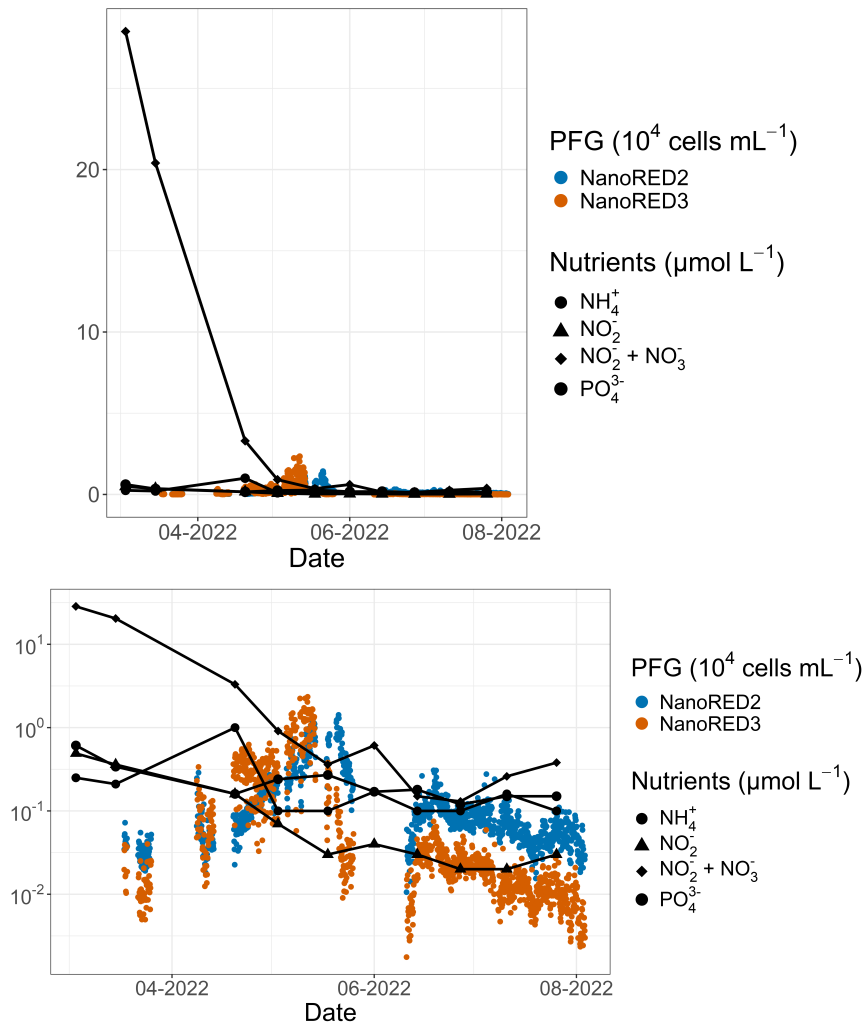 20
10
0
04-2022 06-2022 08-2022
Date
PFG (10⁴ cells mL⁻¹)
NanoRED2
NanoRED3
Nutrients (µmol L⁻¹)
NH₄⁺
NO₂⁻
NO₂⁻ + NO₃⁻
PO₄³⁻
10¹
10⁰
10⁻¹
10⁻²
04-2022 06-2022 08-2022
Date
PFG (10⁴ cells mL⁻¹)
NanoRED2
NanoRED3
Nutrients (µmol L⁻¹)
NH₄⁺
NO₂⁻
NO₂⁻ + NO₃⁻
PO₄³⁻